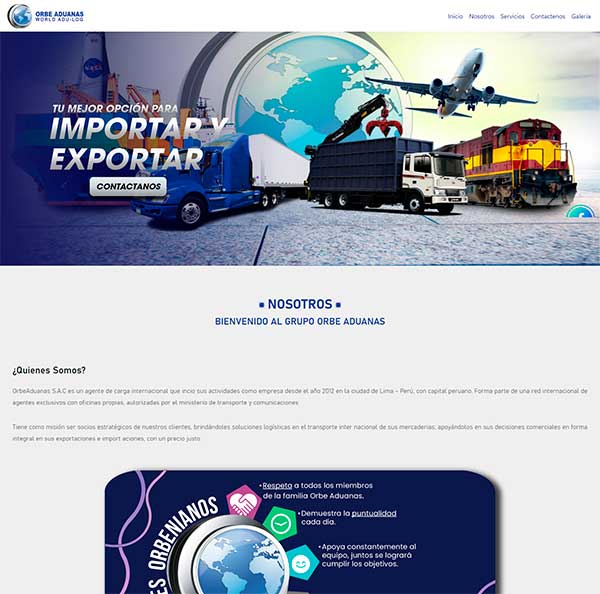 ORBE ADUANAS
WORLD ADU-LOG
Inicio Nosotros Servicios Contactenos Galeria
TU MEJOR OPCIÓN PARA
IMPORTAR Y
EXPORTAR
CONTACTANOS
NOSOTROS
BIENVENIDO AL GRUPO ORBE ADUANAS
¿Quienes Somos?
OrbeAduanas S.A.C es un agente de carga internacional que incio sus actividades como empresa desde el año 2012 en la ciudad de Lima – Perú, con capital peruano. Forma parte de una red internacional de
agentes exclusivos con oficinas propias, autorizadas por el ministerio de transporte y comunicaciones
Tiene como misión ser socios estratégicos de nuestros clientes, brindándoles soluciones logísticas en el transporte inter nacional de sus mercaderias; apoyándolos en sus decisiones comerciales en forma
integral en sus exportaciones e import aciones, con un precio justo
• Respeta a todos los miembros
de la familia Orbe Aduanas.
• Demuestra la puntualidad
cada día.
• Apoya constantemente al
equipo, juntos se logrará
cumplir los objetivos.
ES ORBENIANOS